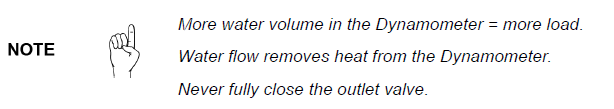 More water volume in the Dynamometer = more load.
NOTE
Water flow removes heat from the Dynamometer.
Never fully close the outlet valve.